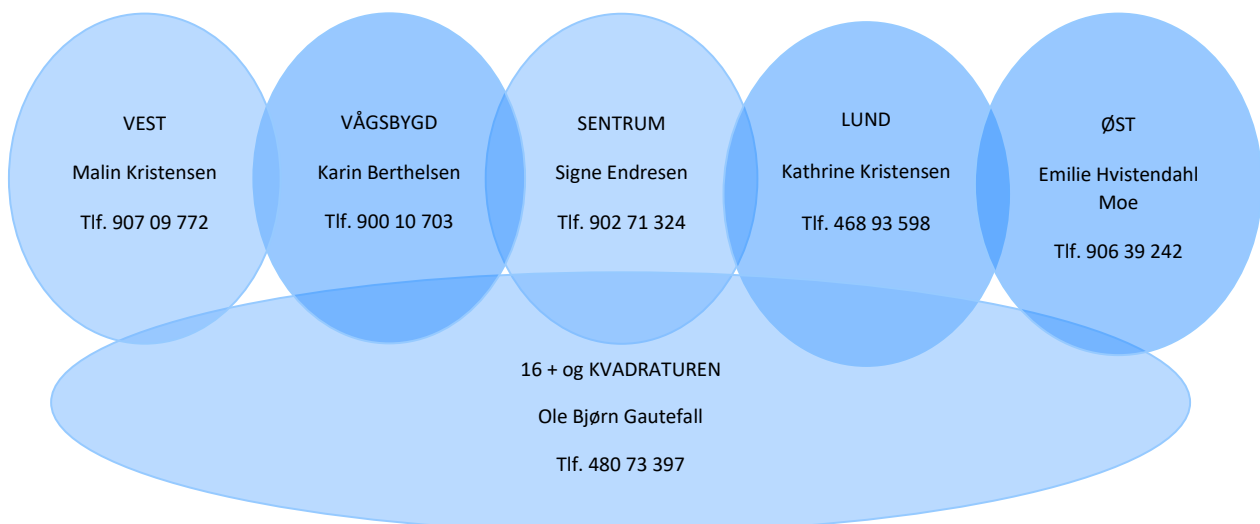 VEST
Malin Kristensen
Tlf. 907 09 772
VÅGSBYGD
Karin Berthelsen
Tlf. 900 10 703
SENTRUM
Signe Endresen
Tlf. 902 71 324
LUND
Kathrine Kristensen
Tlf. 468 93 598
ØST
Emilie Hvistendahl
Moe
Tlf. 906 39 242
16 + og KVADRATUREN
Ole Bjørn Gautefall
Tlf. 480 73 397